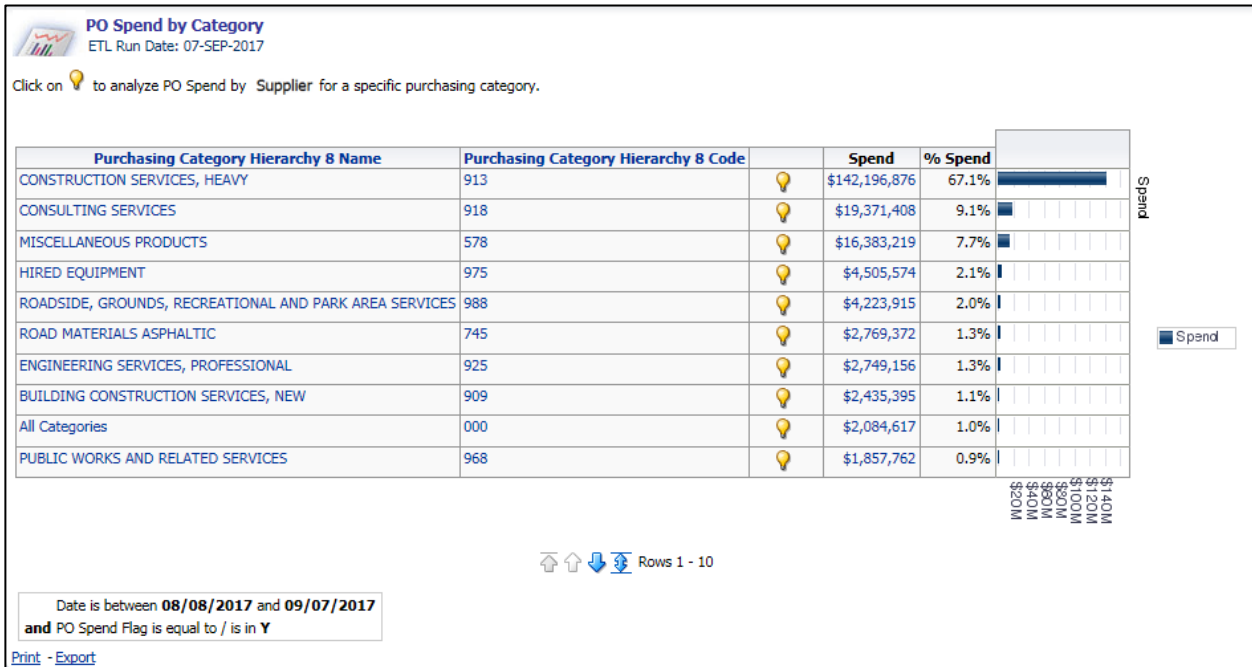 PO Spend by Category
ETL Run Date: 07-SEP-2017
Click on to analyze PO Spend by Supplier for a specific purchasing category.
Purchasing Category Hierarchy 8 Name Purchasing Category Hierarchy 8 Code Spend % Spend
CONSTRUCTION SERVICES, HEAVY 913 $142,196,876 67.1%
CONSULTING SERVICES 918 $19,371,408 9.1%
MISCELLANEOUS PRODUCTS 578 $16,383,219 7.7%
HIRED EQUIPMENT 975 $4,505,574 2.1%
ROADSIDE, GROUNDS, RECREATIONAL AND PARK AREA SERVICES 988 $4,223,915 2.0%
ROAD MATERIALS ASPHALTIC 745 $2,769,372 1.3%
ENGINEERING SERVICES, PROFESSIONAL 925 $2,749,156 1.3%
BUILDING CONSTRUCTION SERVICES, NEW 909 $2,435,395 1.1%
All Categories 000 $2,084,617 1.0%
PUBLIC WORKS AND RELATED SERVICES 968 $1,857,762 0.9%
Spend
Spend
$20M
$40M
$60M
$80M
$100M
$120M
$140M
Rows 1 - 10
Date is between 08/08/2017 and 09/07/2017
and PO Spend Flag is equal to / is in Y
Print - Export